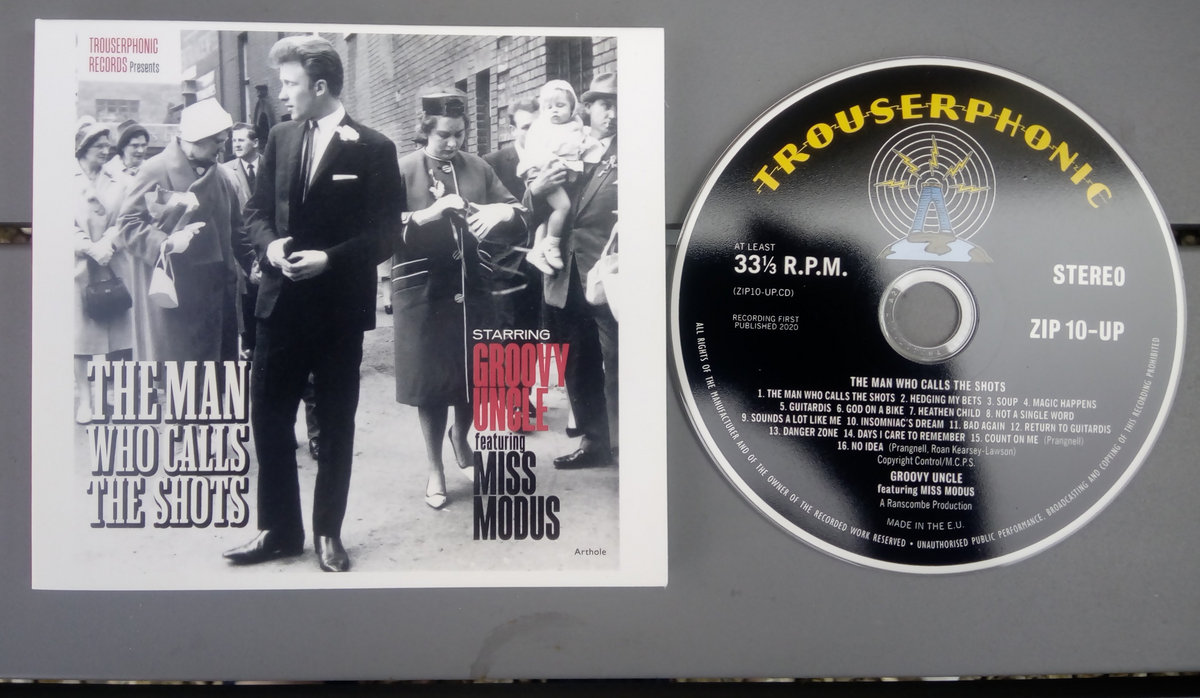 TROUSERPHONIC
RECORDS Presents
THE MAN
WHO CALLS
THE SHOTS
STARRING
GROOVY
UNCLE
featuring
MISS
MODUS
Arthole
TROUSERPHONIC
AT LEAST
33⅓ R.P.M.
(ZIP10-UP.CD)
RECORDING FIRST
PUBLISHED 2020
STEREO
ZIP 10-UP
THE MAN WHO CALLS THE SHOTS
1. THE MAN WHO CALLS THE SHOTS 2. HEDGING MY BETS 3. SOUP 4. MAGIC HAPPENS
5. GUITARDIS 6. GOD ON A BIKE 7. HEATHEN CHILD 8. NOT A SINGLE WORD
9. SOUNDS A LOT LIKE ME 10. INSOMNIAC'S DREAM 11. BAD AGAIN 12. RETURN TO GUITARDIS
13. DANGER ZONE 14. DAYS I CARE TO REMEMBER 15. COUNT ON ME (Prangnell)
16. NO IDEA (Prangnell, Roan Kearsey-Lawson)
Copyright Control/M.C.P.S.
GROOVY UNCLE
featuring MISS MODUS
A Ranscombe Production
MADE IN THE E.U.
ALL RIGHTS OF THE MANUFACTURER AND OF THE OWNER OF THE RECORDED WORK RESERVED • UNAUTHORISED PUBLIC PERFORMANCE, BROADCASTING AND COPYING OF THIS RECORD PROHIBITED